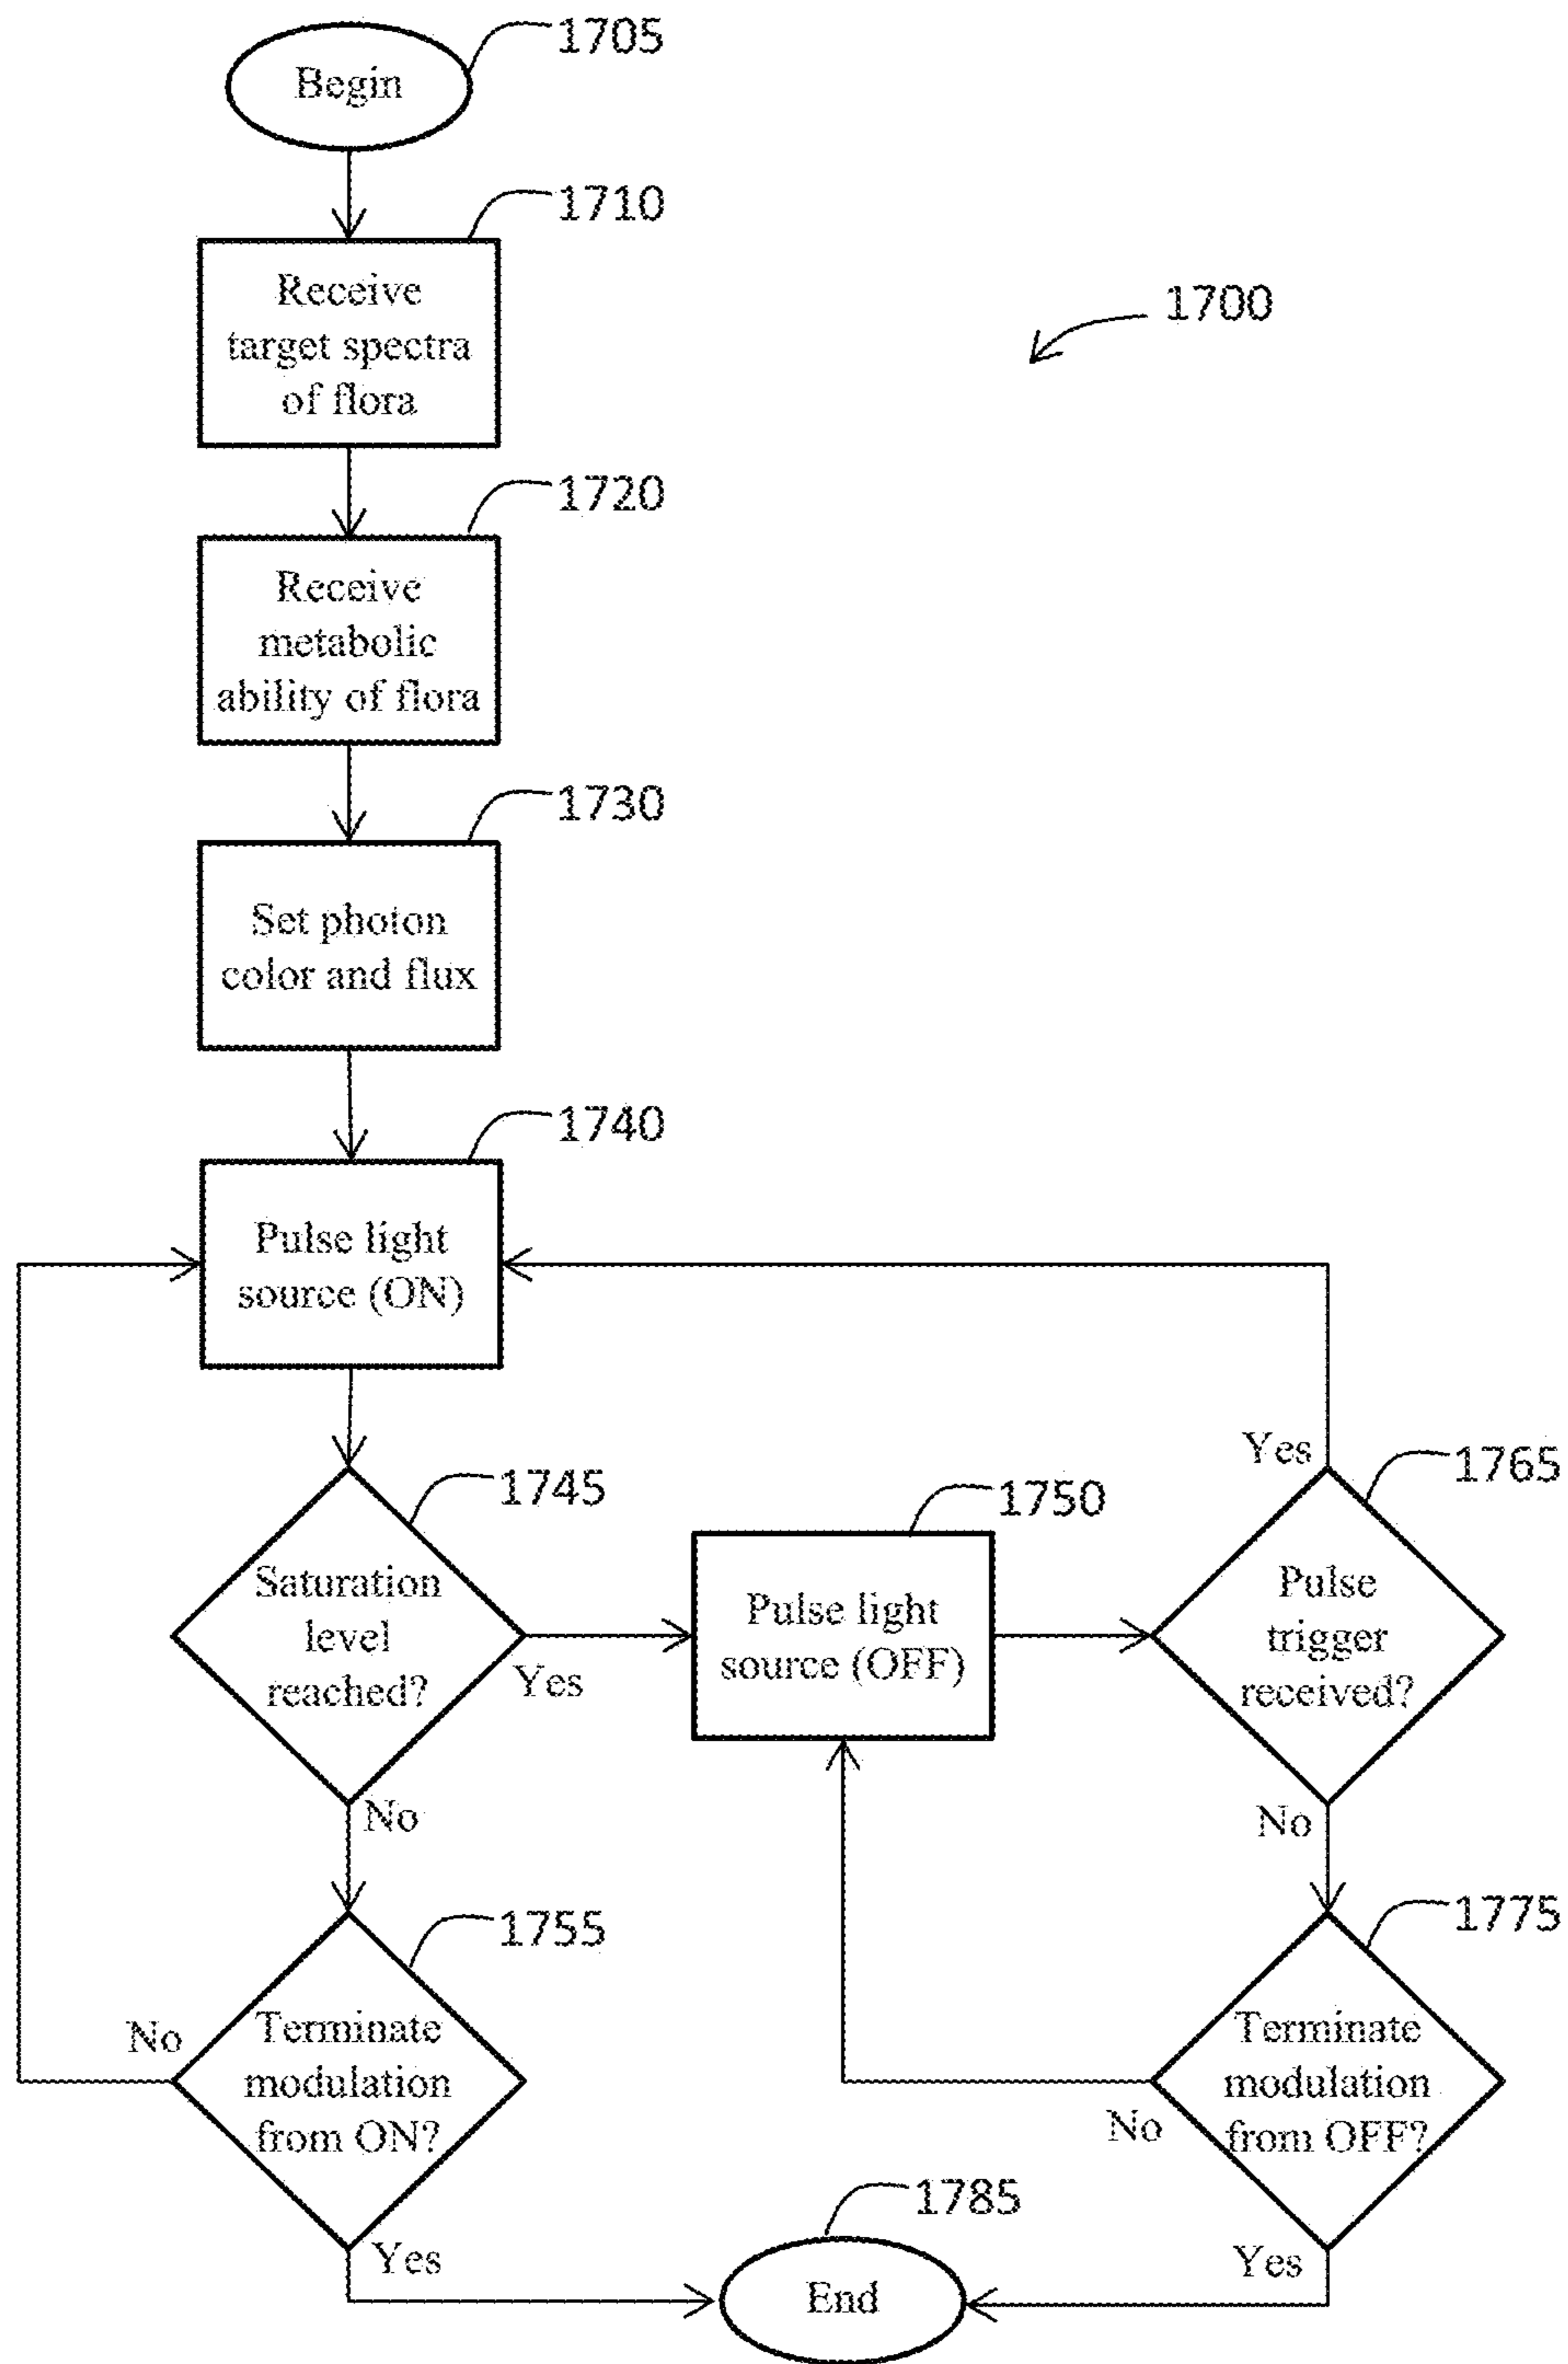 1705
Begin
1710
Receive
target spectra
of flora
1700
1720
Receive
metabolic
ability of flora
1730
Set photon
color and flux
1740
Pulse light
source (ON)
1745
Saturation
level
reached?
Yes
No
1750
Pulse light
source (OFF)
Yes
1765
Pulse
trigger
received?
No
1755
No
Terminate
modulation
from ON?
Yes
1775
Terminate
modulation
from OFF?
No
Yes
1785
End